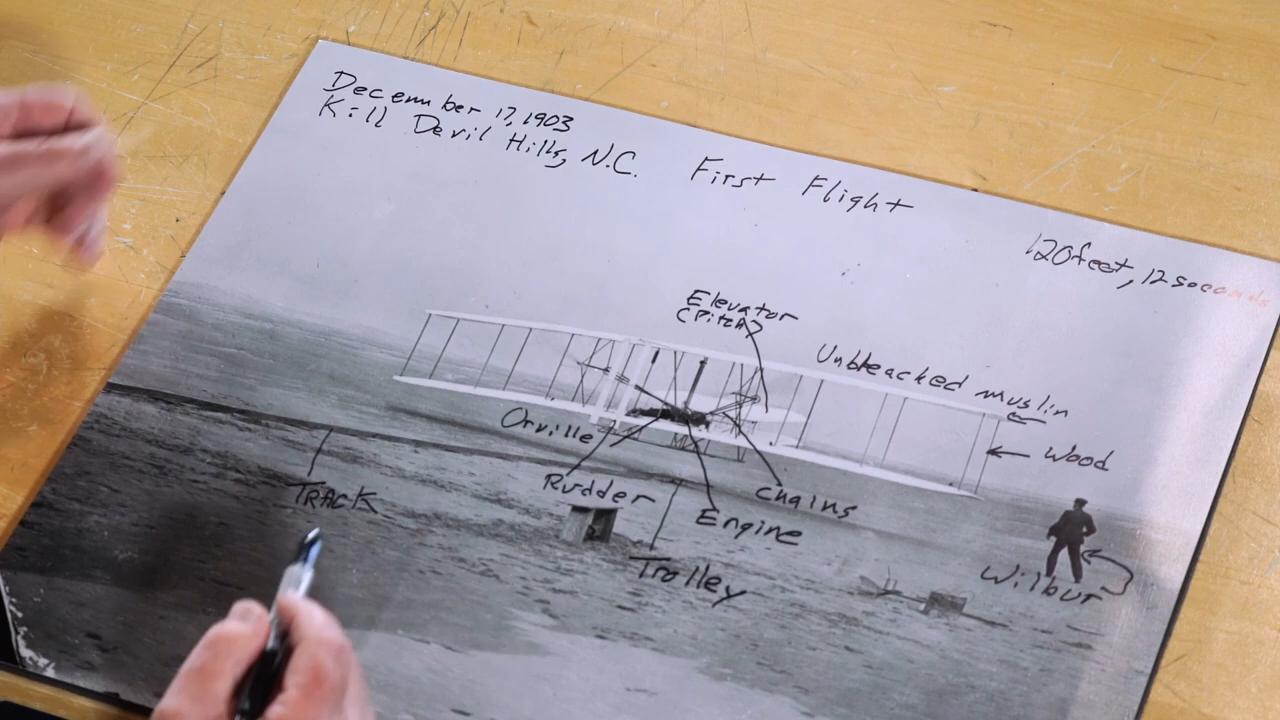 December 17, 1903
Kill Devil Hills, N.C.
First Flight
120 feet, 12 seconds
Elevator
(Pitch)
Unbleached muslin
Wood
Orville
Rudder
chains
Engine
TRACK
Trolley
Wilbur